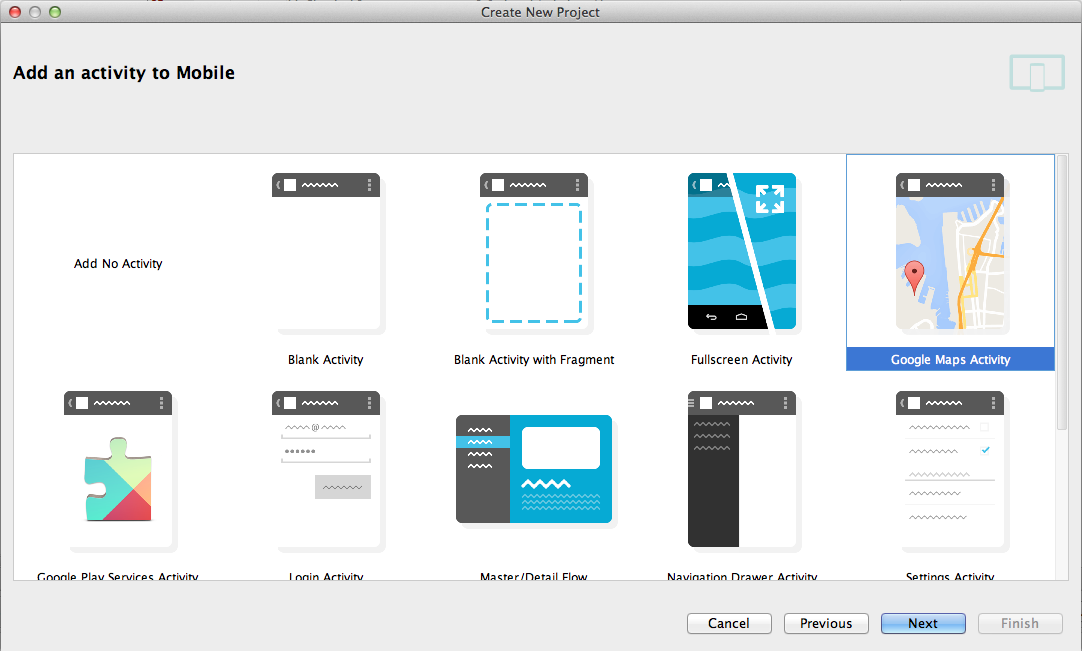 Create New Project
Add an activity to Mobile
Add No Activity
Blank Activity
Blank Activity with Fragment
Fullscreen Activity
Google Maps Activity
Google Play Services Activity
Login Activity
Master/Detail Flow
Navigation Drawer Activity
Settings Activity
Cancel
Previous
Next
Finish